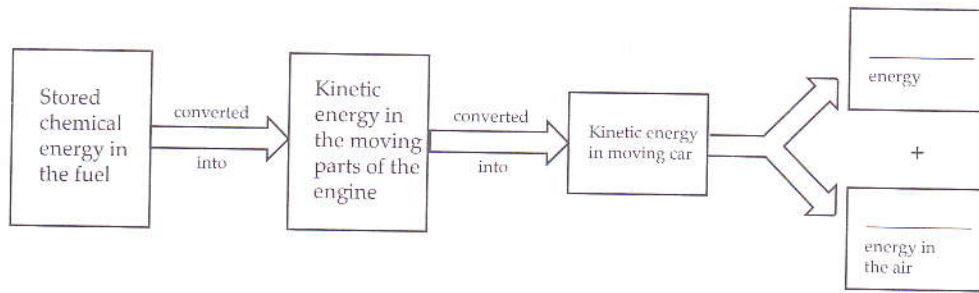 Stored
chemical
energy in
the fuel
converted
into
Kinetic
energy in
the moving
parts of the
engine
converted
into
Kinetic energy
in moving car
energy
+
energy in
the air